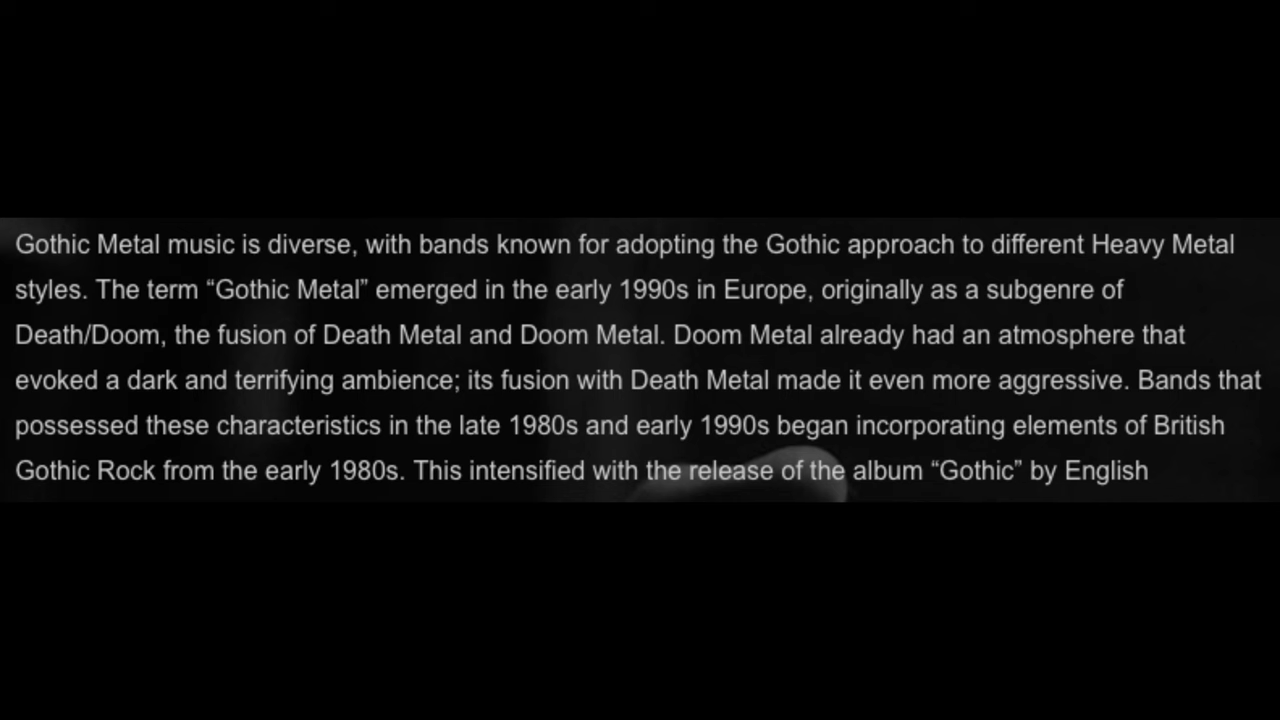 Gothic Metal music is diverse, with bands known for adopting the Gothic approach to different Heavy Metal
styles. The term “Gothic Metal” emerged in the early 1990s in Europe, originally as a subgenre of
Death/Doom, the fusion of Death Metal and Doom Metal. Doom Metal already had an atmosphere that
evoked a dark and terrifying ambience; its fusion with Death Metal made it even more aggressive. Bands that
possessed these characteristics in the late 1980s and early 1990s began incorporating elements of British
Gothic Rock from the early 1980s. This intensified with the release of the album “Gothic” by English